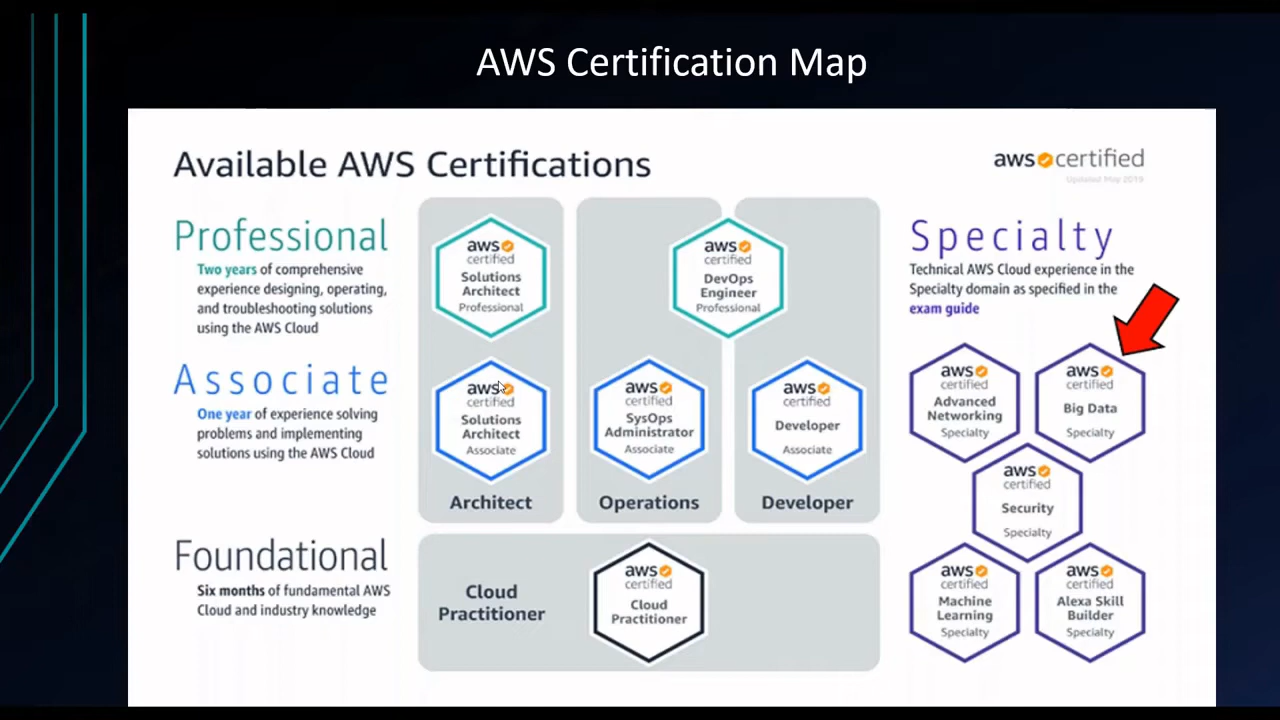 AWS Certification Map
Available AWS Certifications
aws certified
Updated May 2019
Professional
Two years of comprehensive
experience designing, operating,
and troubleshooting solutions
using the AWS Cloud
Associate
One year of experience solving
problems and implementing
solutions using the AWS Cloud
Foundational
Six months of fundamental AWS
Cloud and industry knowledge
aws
certified
Solutions
Architect
Professional
aws
certified
DevOps
Engineer
Professional
aws
certified
Solutions
Architect
Associate
aws
certified
SysOps
Administrator
Associate
aws
certified
Developer
Associate
Architect
Operations
Developer
Cloud
Practitioner
aws
certified
Cloud
Practitioner
Specialty
Technical AWS Cloud experience in the
Specialty domain as specified in the
exam guide
aws
certified
Advanced
Networking
Specialty
aws
certified
Big Data
Specialty
aws
certified
Security
Specialty
aws
certified
Machine
Learning
Specialty
aws
certified
Alexa Skill
Builder
Specialty